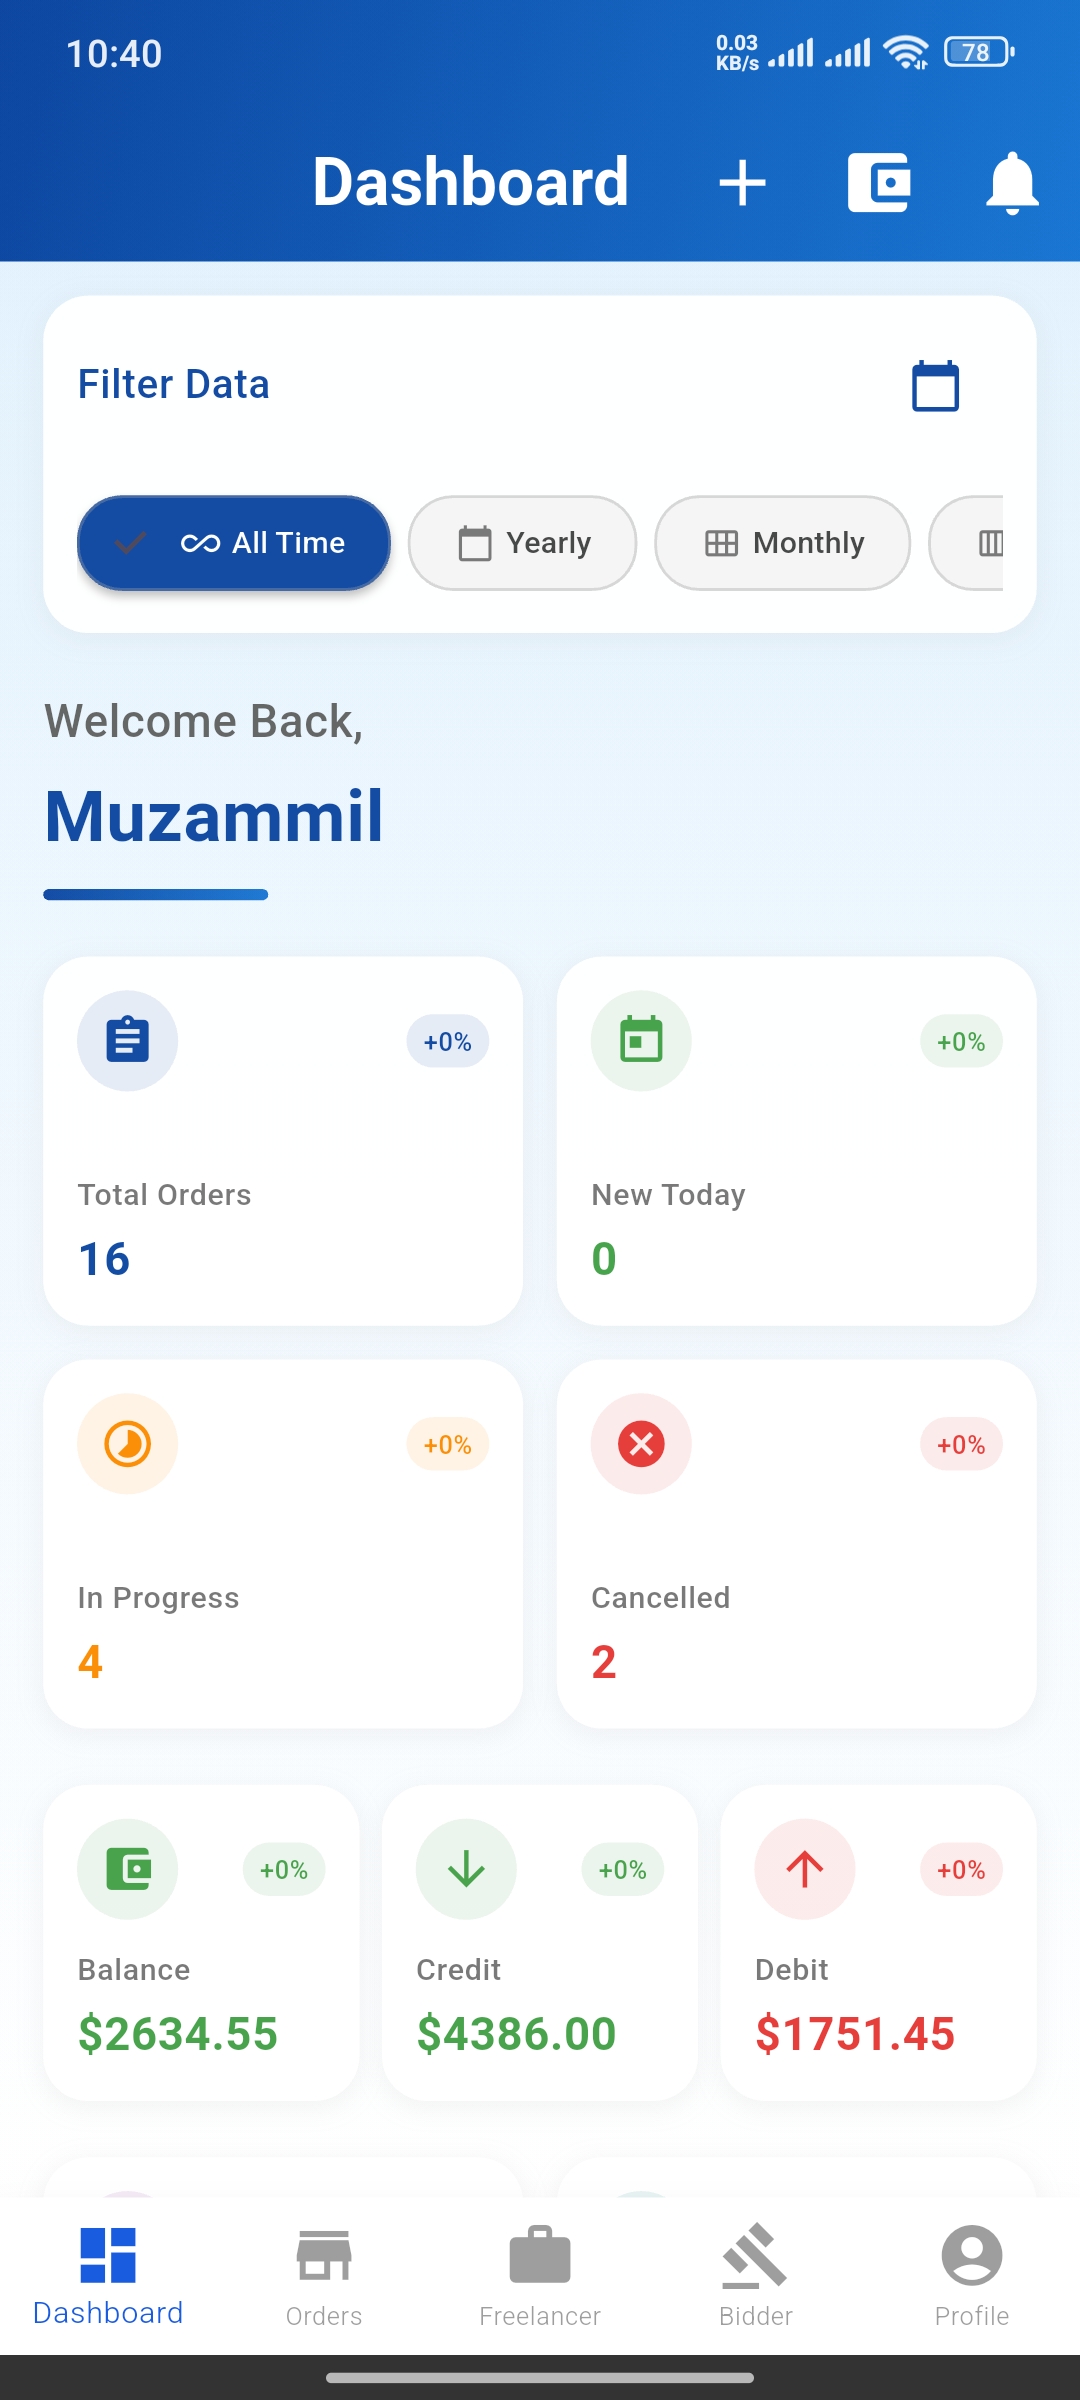 10:40
0.03
KB/s
78
Dashboard
Filter Data
All Time
Yearly
Monthly
Welcome Back,
Muzammil
+0%
+0%
Total Orders
New Today
16
0
+0%
+0%
In Progress
Cancelled
4
2
+0%
+0%
+0%
Balance
Credit
Debit
$2634.55
$4386.00
$1751.45
Dashboard
Orders
Freelancer
Bidder
Profile